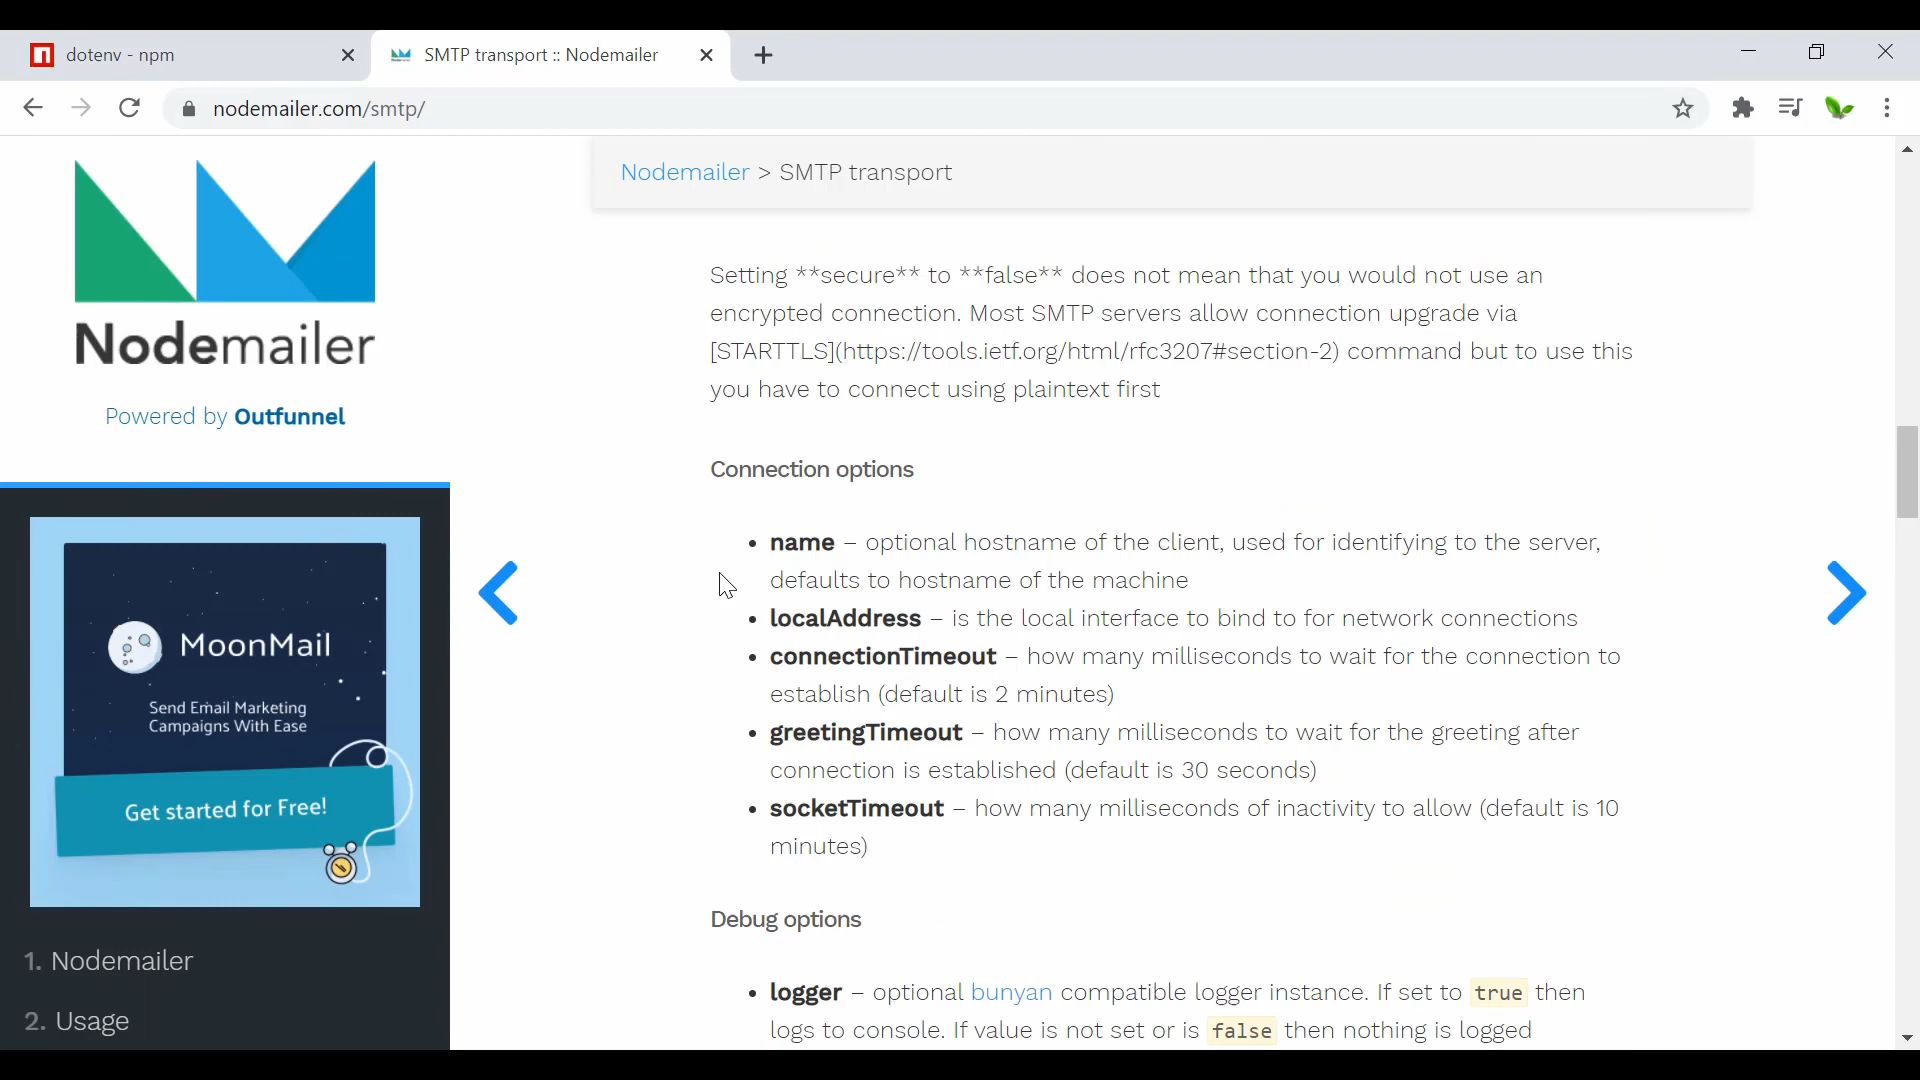 dotenv - npm
SMTP transport :: Nodemailer
nodemailer.com/smtp/
Nodemailer
Powered by Outfunnel
MoonMail
Send Email Marketing
Campaigns With Ease
Get started for Free!
1. Nodemailer
2. Usage
Nodemailer > SMTP transport
Setting **secure** to **false** does not mean that you would not use an
encrypted connection. Most SMTP servers allow connection upgrade via
[STARTTLS](https://tools.ietf.org/html/rfc3207#section-2) command but to use this
you have to connect using plaintext first
Connection options
• name – optional hostname of the client, used for identifying to the server,
defaults to hostname of the machine
• localAddress – is the local interface to bind to for network connections
• connectionTimeout – how many milliseconds to wait for the connection to
establish (default is 2 minutes)
• greetingTimeout – how many milliseconds to wait for the greeting after
connection is established (default is 30 seconds)
• socketTimeout – how many milliseconds of inactivity to allow (default is 10
minutes)
Debug options
• logger – optional bunyan compatible logger instance. If set to true then
logs to console. If value is not set or is false then nothing is logged